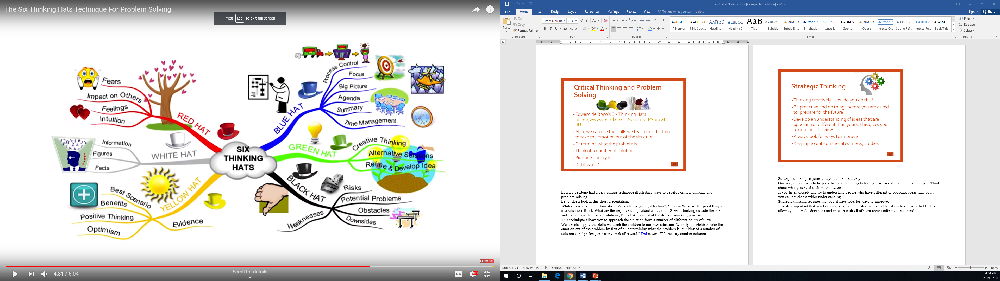 The Six Thinking Hats Technique For Problem Solving
Press Esc to exit full screen
Fears
Impact on Others
Feelings
Intuition
RED HAT
Information
Figures
Facts
WHITE HAT
Best Scenario
Benefits
Positive Thinking
Optimism
Evidence
YELLOW HAT
SIX
THINKING
HATS
Process Control
Focus
Big Picture
Agenda
Summary
Time Management
BLUE HAT
GREEN HAT
Creative Thinking
Alternative Solutions
Refine & Develop Idea
BLACK HAT
Risks
Potential Problems
Obstacles
Downsides
Weaknesses
SUBSCRIBE
4:31 / 6:04
Scroll for details
CC
HD
Facilitator Notes 5.docx [Compatibility Mode] - Word
Sign in Share
File Home Insert Design Layout References Mailings Review View Tell me what you want to do...
Paste
Cut
Copy
Format Painter
Clipboard
Times New Ro 11.5
Font
Paragraph
AaBbCcI AaBbCcI AaBbC AaBbCcI AaB AaBbCcC AaBbCcI AaBbCcI AaBbCcI AaBbCcI AaBbCcI AaBbCcI AaBbCc AaBbCc AaBbCcI
¶ Normal ¶ No Spac... Heading 1 Heading 2 Title Subtitle Subtle Em... Emphasis Intense E... Strong Quote Intense Q... Subtle Ref... Intense Re... Book Title
Styles
Find
Replace
Select
Editing
Critical Thinking and Problem
Solving
•Edward de Bono's Six Thinking Hats
https://www.youtube.com/watch?v=PASrBGtcr
dU
•Also, we can use the skills we teach the children
to take the emotion out of the situation
•Determine what the problem is
•Think of a number of solutions
•Pick one and try it
•Did it work?
Edward de Bono had a very unique technique illustrating ways to develop critical thinking and
problem solving.
Let's take a look at this short presentation.
White-Look at all the information, Red-What is your gut feeling?, Yellow- What are the good things
in a situation, Black-What are the negative things about a situation, Green-Thinking outside the box
and come up with creative solutions, Blue-Take control of the decision-making process.
This technique allows you to approach the situation form a number of different points of view.
We can also apply the skills we teach the children to our own situation. We help the children take the
emotion out of the problem by first of all determining what the problem is, thinking of a number of
solutions, and picking one to try. Ask afterward,” Did it work?” If not, try another solution.
Strategic Thinking
•Thinking creatively. How do you do this?
•Be proactive and do things before you are asked
to, prepare for the future
•Develop an understanding of ideas that are
opposing or different than yours. This gives you
a more holistic view
•Always look for ways to improve
•Keep up to date on the latest news, studies
Strategic thinking requires that you think creatively.
One way to do this is to be proactive and do things before you are asked to do them on the job. Think
about what you need to do in the future.
If you listen closely and try to understand people who have different or opposing ideas than your,
you can develop a wider understanding
Strategic thinking requires that you always look for ways to improve.
It is also important that you keep up to date on the latest news and latest studies in your field. This
allows you to make decisions and choices with all of most recent information at hand.
Page 3 of 21 3107 words English (United States)
100%
4:44 PM
2019-07-11